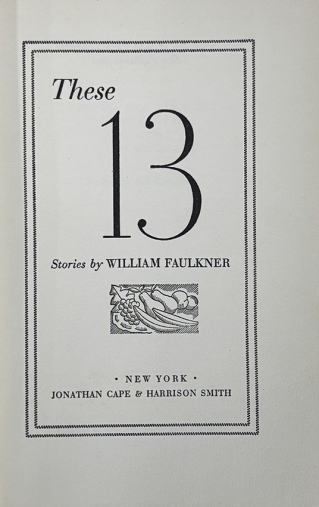 These
13
Stories by WILLIAM FAULKNER
· NEW YORK ·
JONATHAN CAPE & HARRISON SMITH